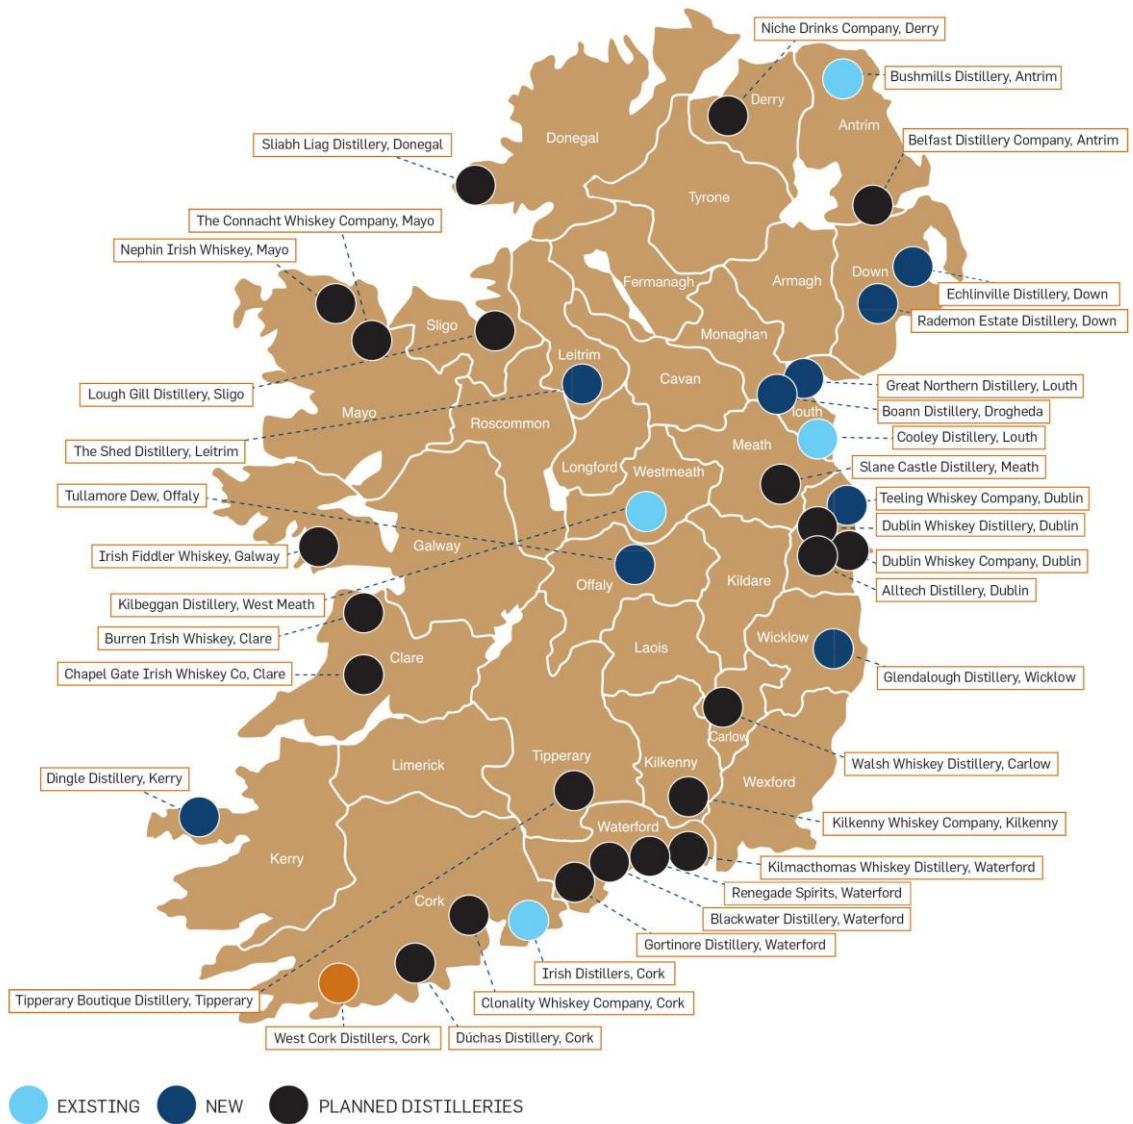 Niche Drinks Company, Derry
Bushmills Distillery, Antrim
Derry
Antrim
Donegal
Belfast Distillery Company, Antrim
Sliabh Liag Distillery, Donegal
Tyrone
The Connacht Whiskey Company, Mayo
Nephin Irish Whiskey, Mayo
Fermanagh
Armagh
Down
Echlinville Distillery, Down
Rademon Estate Distillery, Down
Sligo
Monaghan
Leitrim
Cavan
Great Northern Distillery, Louth
Lough Gill Distillery, Sligo
Mayo
Roscommon
louth
Boann Distillery, Drogheda
Cooley Distillery, Louth
The Shed Distillery, Leitrim
Meath
Longford
Westmeath
Slane Castle Distillery, Meath
Tullamore Dew, Offaly
Teeling Whiskey Company, Dublin
Dublin Whiskey Distillery, Dublin
Irish Fiddler Whiskey, Galway
Galway
Dublin Whiskey Company, Dublin
Offaly
Kildare
Alltech Distillery, Dublin
Kilbeggan Distillery, West Meath
Burren Irish Whiskey, Clare
Wicklow
Laois
Clare
Chapel Gate Irish Whiskey Co, Clare
Glendalough Distillery, Wicklow
Carlow
Tipperary
Kilkenny
Limerick
Walsh Whiskey Distillery, Carlow
Dingle Distillery, Kerry
Wexford
Kilkenny Whiskey Company, Kilkenny
Waterford
Kerry
Kilmacthomas Whiskey Distillery, Waterford
Renegade Spirits, Waterford
Cork
Blackwater Distillery, Waterford
Gortinore Distillery, Waterford
Irish Distillers, Cork
Tipperary Boutique Distillery, Tipperary
Clonality Whiskey Company, Cork
West Cork Distillers, Cork
Dúchas Distillery, Cork
EXISTING
NEW
PLANNED DISTILLERIES